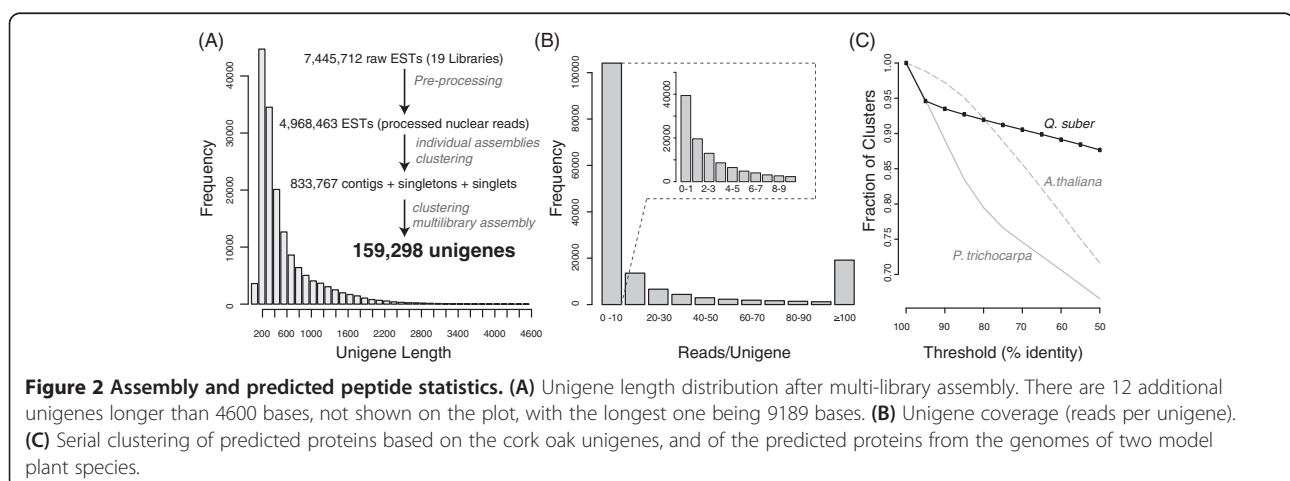 (A)
7,445,712 raw ESTs (19 Libraries)
Pre-processing
4,968,463 ESTs (processed nuclear reads)
individual assemblies
clustering
833,767 contigs + singletons + singlets
clustering
multilibrary assembly
159,298 unigenes
Frequency
0
10000
20000
30000
40000
200
600
1000
1600
2200
2800
3400
4000
4600
Unigene Length
(B)
Frequency
0
20000
40000
60000
80000
100000
0
20000
40000
0-1
2-3
4-5
6-7
8-9
0 -10
20-30
40-50
60-70
80-90
≥100
Reads/Unigene
(C)
Fraction of Clusters
0.70
0.75
0.80
0.85
0.90
0.95
1.00
Q. suber
A.thaliana
P. trichocarpa
100
90
80
70
60
50
Threshold (% identity)
Figure 2 Assembly and predicted peptide statistics. (A) Unigene length distribution after multi-library assembly. There are 12 additional
unigenes longer than 4600 bases, not shown on the plot, with the longest one being 9189 bases. (B) Unigene coverage (reads per unigene).
(C) Serial clustering of predicted proteins based on the cork oak unigenes, and of the predicted proteins from the genomes of two model
plant species.